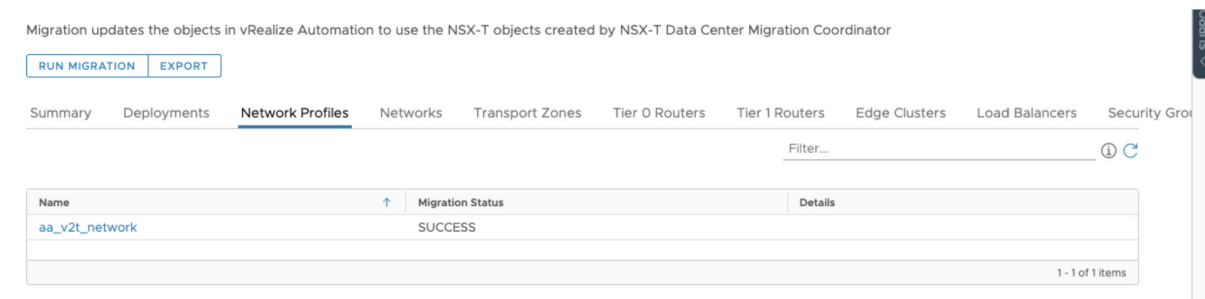 Migration updates the objects in vRealize Automation to use the NSX-T objects created by NSX-T Data Center Migration Coordinator
RUN MIGRATION EXPORT
Summary Deployments Network Profiles Networks Transport Zones Tier 0 Routers Tier 1 Routers Edge Clusters Load Balancers Security Grou
Filter...
Name Migration Status Details
aa_v2t_network SUCCESS
1 - 1 of 1 items